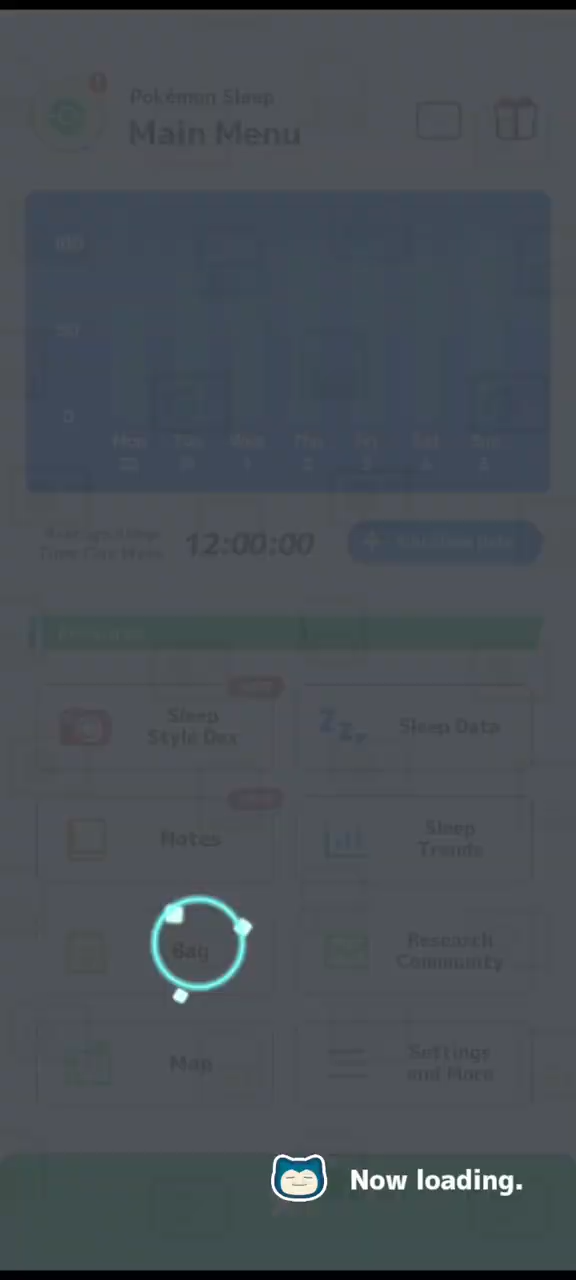 Pokémon Sleep
Main Menu
0
Mon Tue Wed Thu Fri Sat Sun
12:00:00
Sleep
Style Dex
Sleep Data
Notes
Sleep
Trends
Bag
Research
Community
Map
Settings
and More
Now loading.